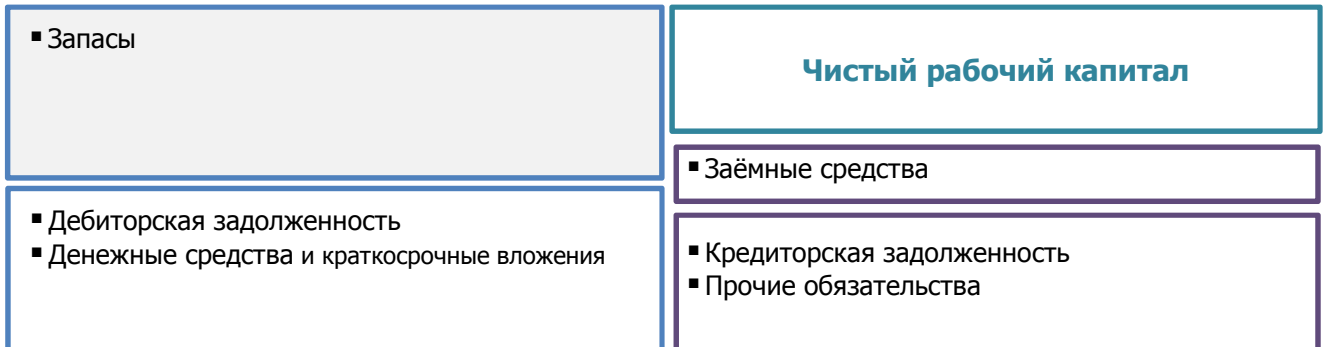 ▪ Запасы
Чистый рабочий капитал
▪ Заёмные средства
▪ Дебиторская задолженность
▪ Денежные средства и краткосрочные вложения
▪ Кредиторская задолженность
▪ Прочие обязательства